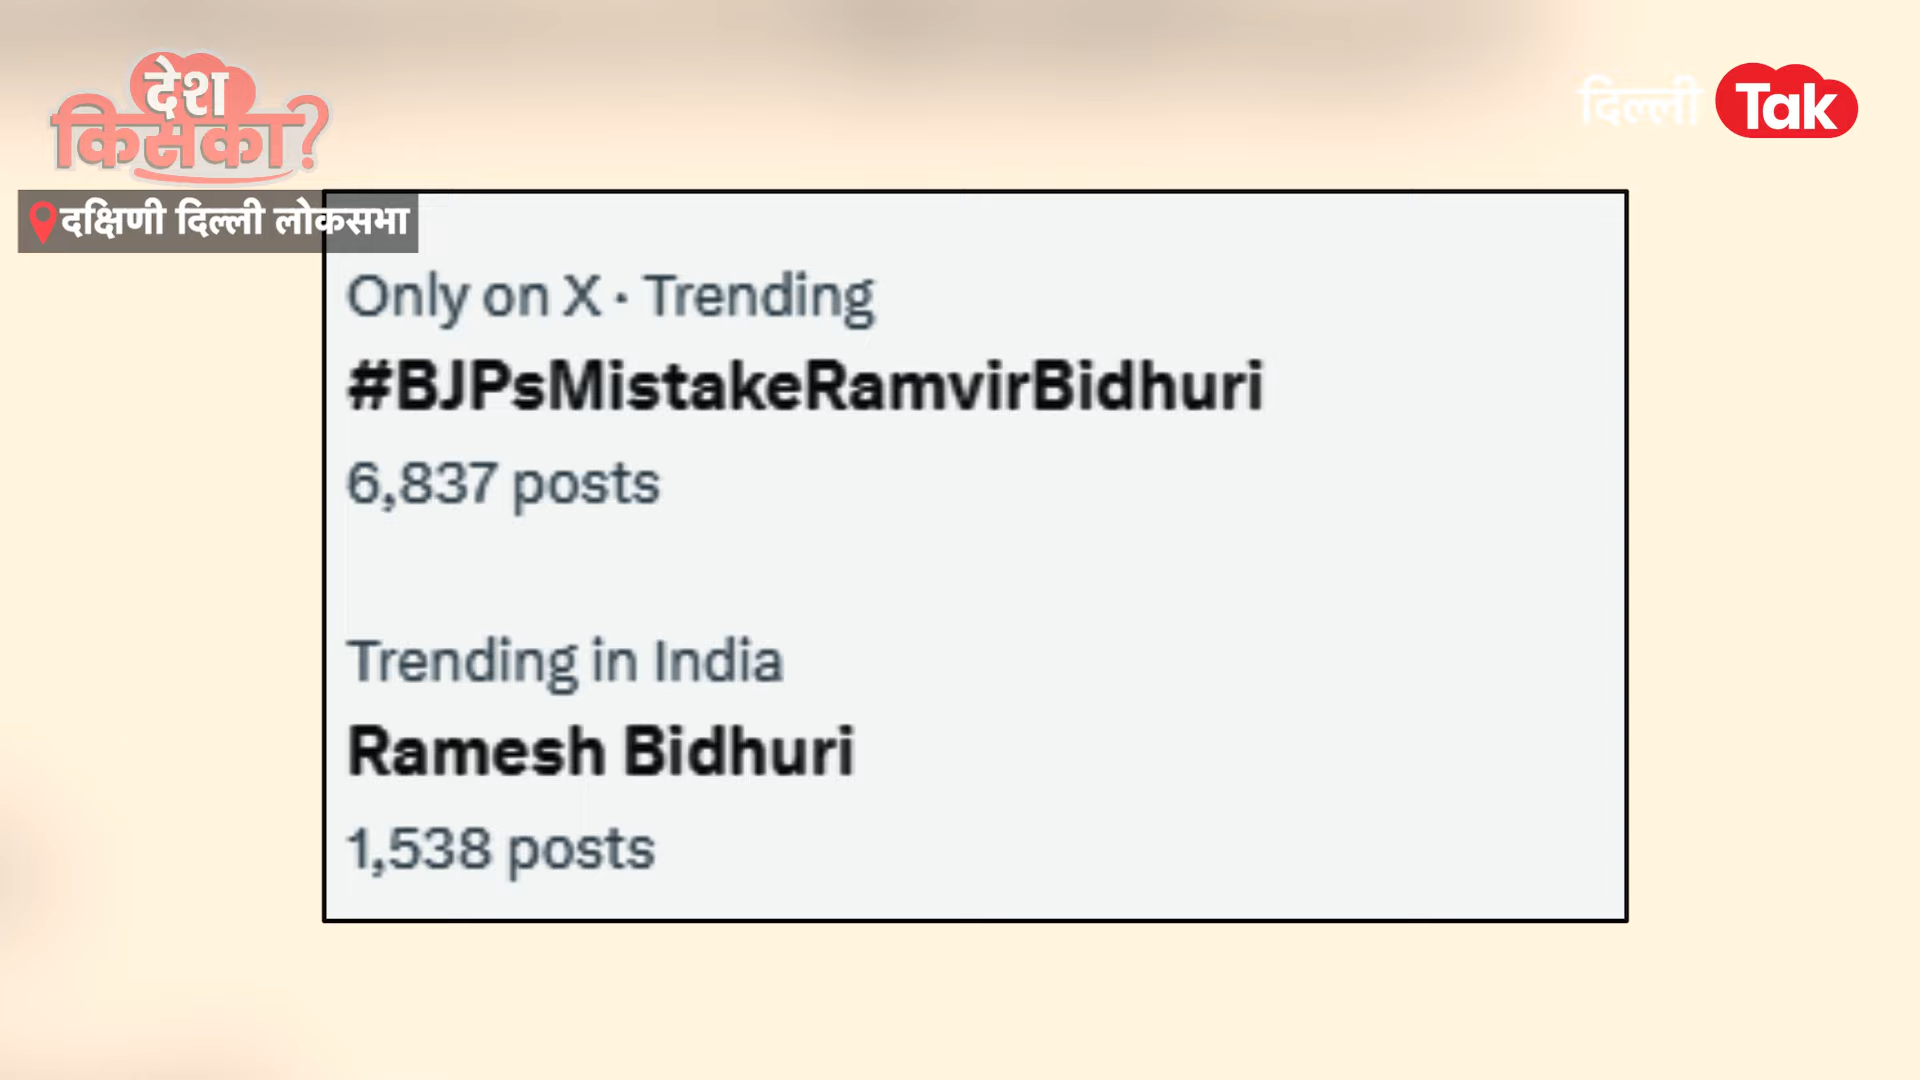 देश
किसका?
दिल्ली Tak
दक्षिणी दिल्ली लोकसभा
Only on X · Trending
#BJPsMistakeRamvirBidhuri
6,837 posts
Trending in India
Ramesh Bidhuri
1,538 posts